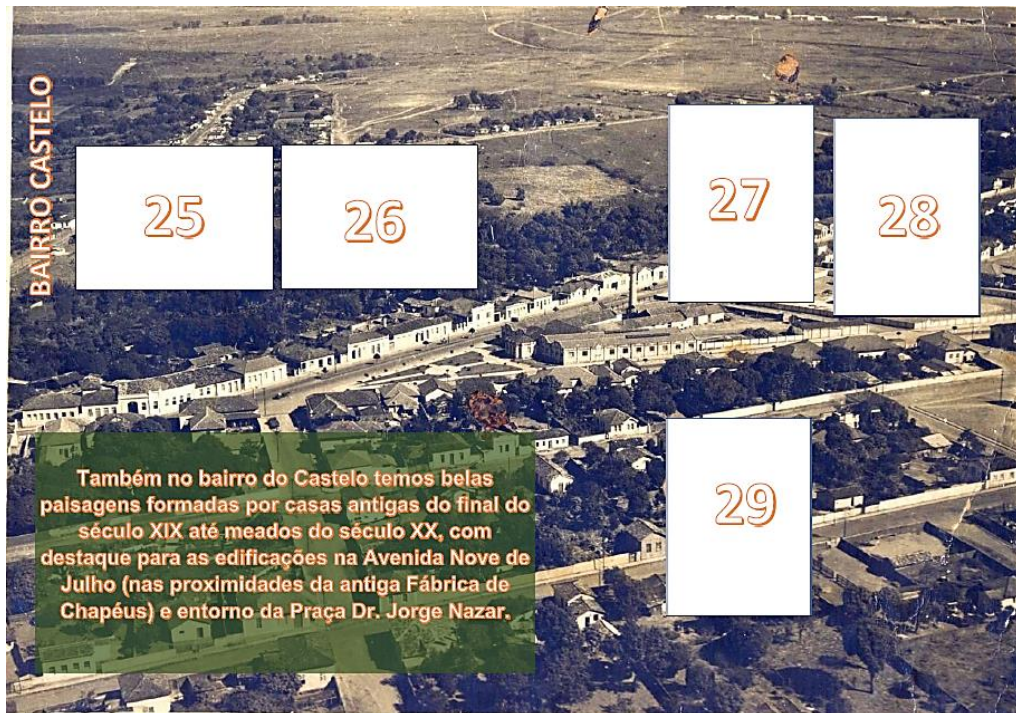 BAIRRO CASTELO
25
26
27
28
Também no bairro do Castelo temos belas
paisagens formadas por casas antigas do final do
século XIX até meados do século XX, com
destaque para as edificações na Avenida Nove de
Julho (nas proximidades da antiga Fábrica de
Chapéus) e entorno da Praça Dr. Jorge Nazar.
29